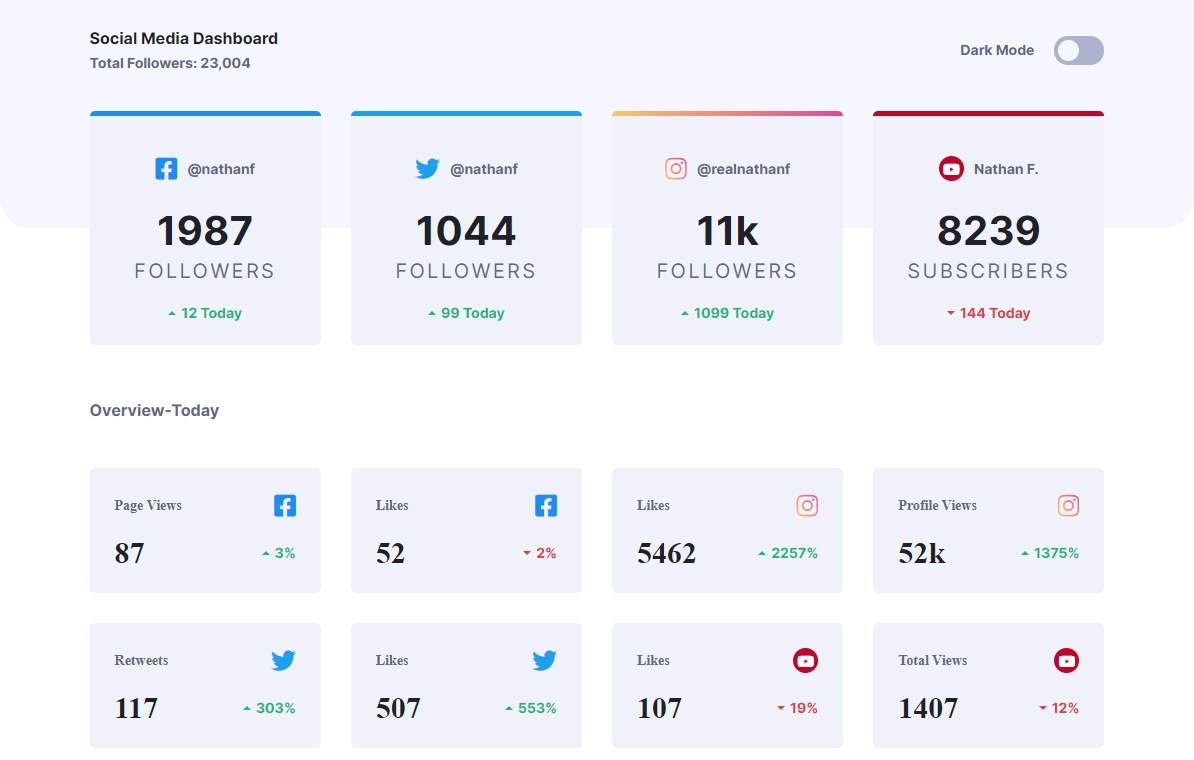 Social Media Dashboard
Total Followers: 23,004
Dark Mode
@nathanf
1987
FOLLOWERS
12 Today
@nathanf
1044
FOLLOWERS
99 Today
@realnathanf
11k
FOLLOWERS
1099 Today
Nathan F.
8239
SUBSCRIBERS
144 Today
Overview-Today
Page Views
87
3%
Likes
52
2%
Likes
5462
2257%
Profile Views
52k
1375%
Retweets
117
303%
Likes
507
553%
Likes
107
19%
Total Views
1407
12%